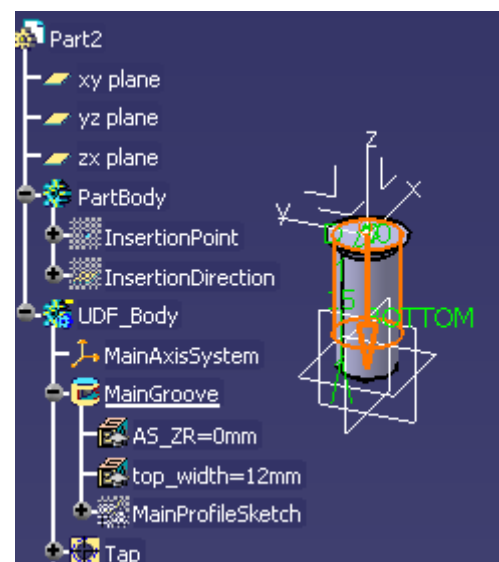 Part2
xy plane
yz plane
zx plane
PartBody
InsertionPoint
InsertionDirection
UDF_Body
MainAxisSystem
MainGroove
AS_ZR=0mm
top_width=12mm
MainProfileSketch
Tap
z
x
y
15